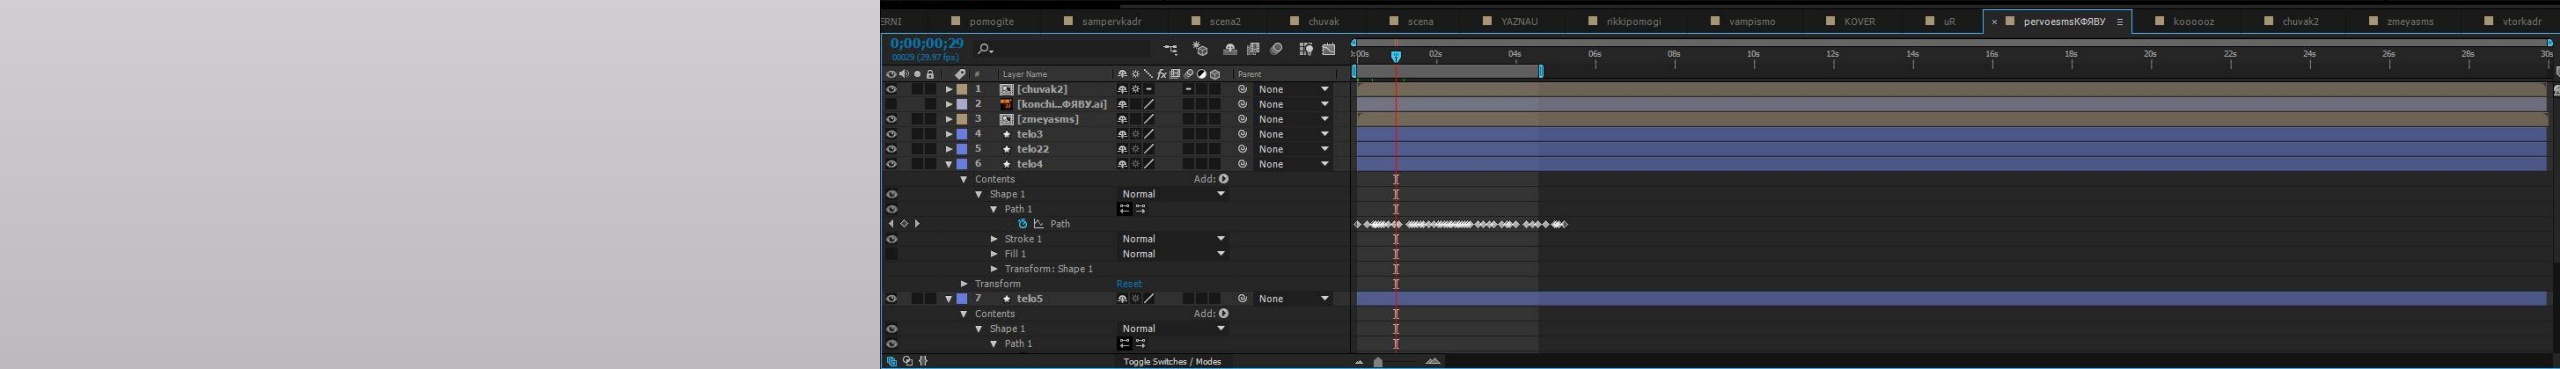 ERNI pomogite sampervkadr scena2 chuvak scena YAZNAU rikkipomogi vampismo KOVER uR × pervoesmsКФЯВУ ≡ koooooz chuvak2 zmeyasms vtorkadr
0;00;00;29
00029 (29.97 fps)
:00s 02s 04s 06s 08s 10s 12s 14s 16s 18s 20s 22s 24s 26s 28s 30s
# Layer Name Parent
1 [chuvak2] None
2 [konchi...ФЯВУ.ai] None
3 [zmeyasms] None
4 telo3 None
5 telo22 None
6 telo4 None
Contents Add:
Shape 1 Normal
Path 1
Path
Stroke 1 Normal
Fill 1 Normal
Transform: Shape 1
Transform Reset
7 telo5 None
Contents Add:
Shape 1 Normal
Path 1
Toggle Switches / Modes